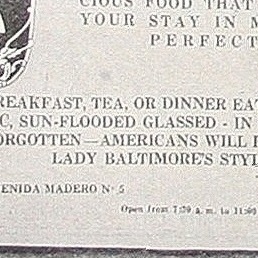 CIOUS FOOD THAT
YOUR STAY IN M
PERFECT
REAKFAST, TEA, OR DINNER EAT
C, SUN-FLOODED GLASSED - IN
ORGOTTEN—AMERICANS WILL
LADY BALTIMORE'S STYL
ENIDA MADERO No 5
Open from 7:30 a. m. to 11:00